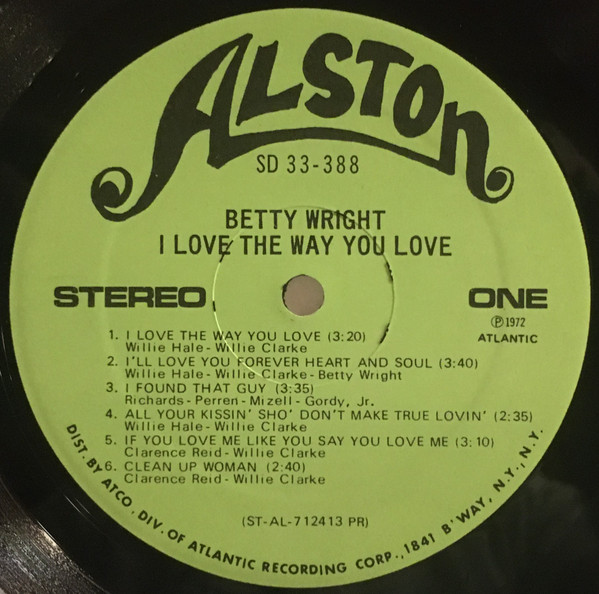 ALSTON
SD 33-388
BETTY WRIGHT
I LOVE THE WAY YOU LOVE
STEREO
ONE
Ⓟ1972
ATLANTIC
1. I LOVE THE WAY YOU LOVE (3:20)
Willie Hale - Willie Clarke
2. I'LL LOVE YOU FOREVER HEART AND SOUL (3:40)
Willie Hale - Willie Clarke - Betty Wright
3. I FOUND THAT GUY (3:35)
Richards - Perren - Mizell - Gordy, Jr.
4. ALL YOUR KISSIN' SHO' DON'T MAKE TRUE LOVIN' (2:35)
Willie Hale - Willie Clarke
5. IF YOU LOVE ME LIKE YOU SAY YOU LOVE ME (3:10)
Clarence Reid - Willie Clarke
6. CLEAN UP WOMAN (2:40)
Clarence Reid - Willie Clarke
(ST-AL-712413 PR)
DIST. BY ATCO. DIV. OF ATLANTIC RECORDING CORP., 1841 B'WAY, N.Y., N.Y.